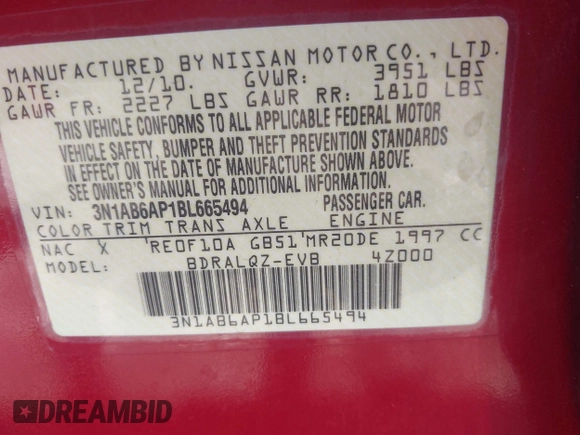 MANUFACTURED BY NISSAN MOTOR CO., LTD.
DATE: 12/10. GVWR: 3951 LBS
GAWR FR: 2227 LBS GAWR RR: 1810 LBS
THIS VEHICLE CONFORMS TO ALL APPLICABLE FEDERAL MOTOR
VEHICLE SAFETY, BUMPER AND THEFT PREVENTION STANDARDS
IN EFFECT ON THE DATE OF MANUFACTURE SHOWN ABOVE.
SEE OWNER'S MANUAL FOR ADDITIONAL INFORMATION.
VIN: 3N1AB6AP1BL665494 PASSENGER CAR.
COLOR TRIM TRANS AXLE ENGINE
NAC X 'RE0F10A GB51'MR20DE 1997 CC
MODEL: BDRALQZ-EVB 4Z000
3N1AB6AP1BL665494
DREAMBID